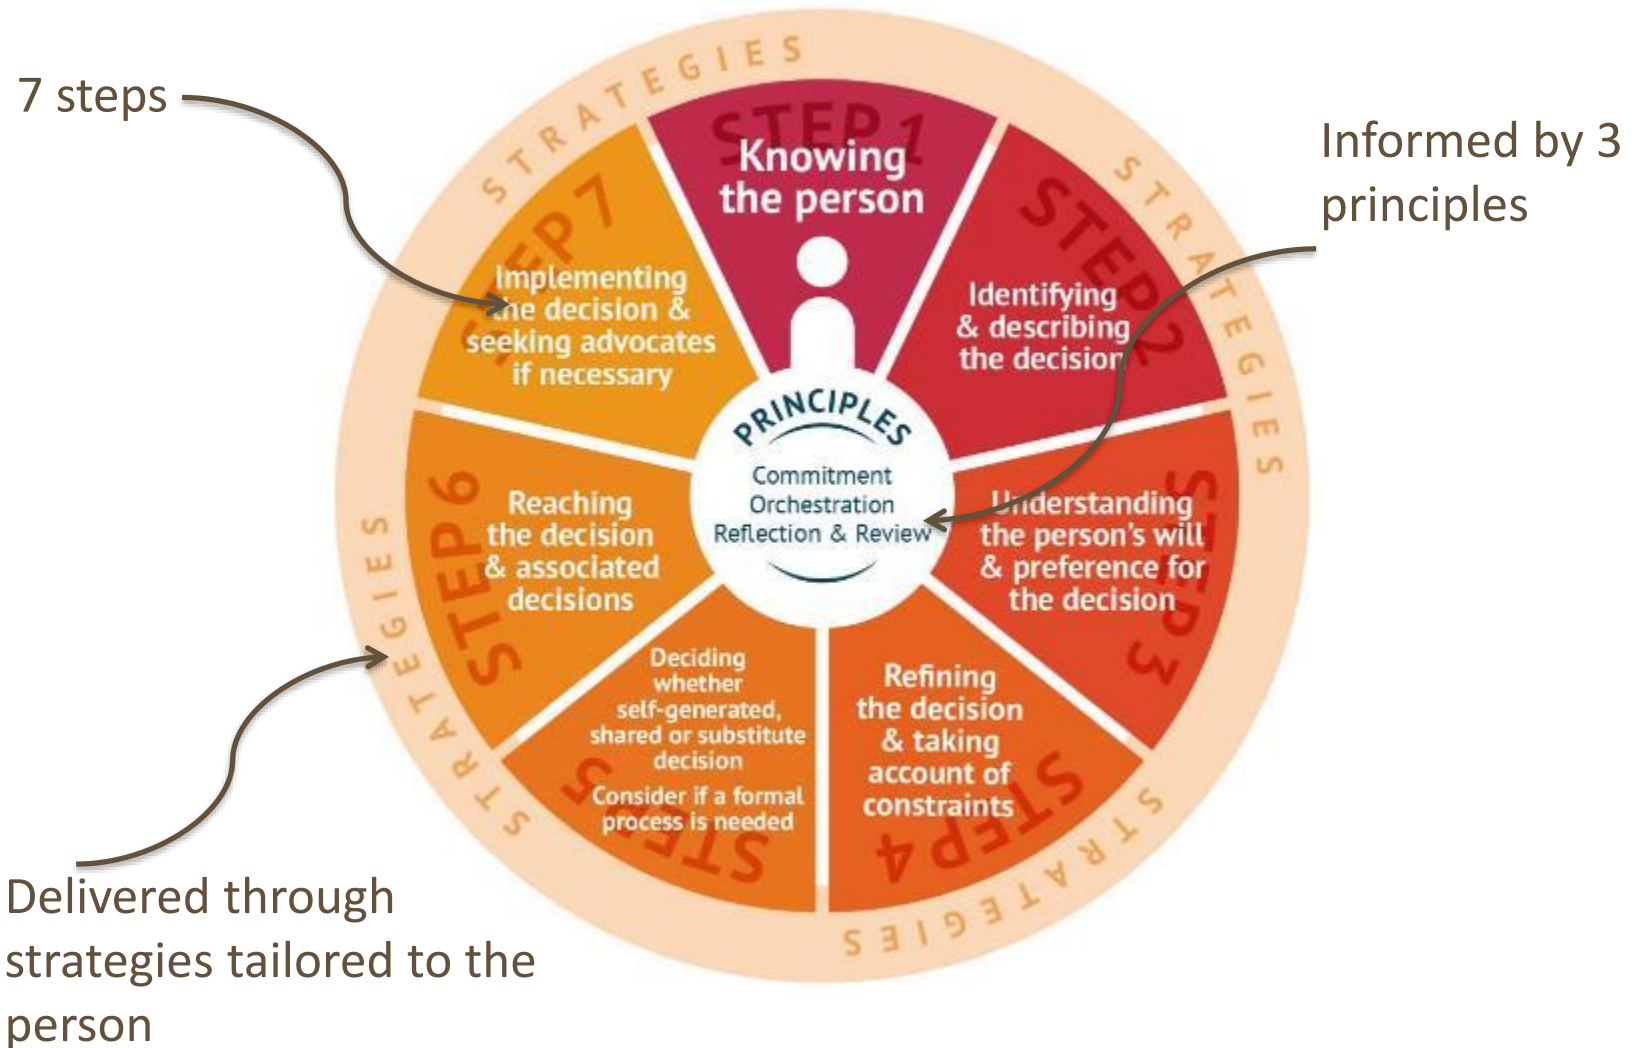 7 steps
Informed by 3
principles
Delivered through
strategies tailored to the
person
STRATEGIES
STRATEGIES
STRATEGIES
STRATEGIES
STEP 1
Knowing
the person
STEP 2
Identifying
& describing
the decision
STEP 3
Understanding
the person's will
& preference for
the decision
STEP 4
Refining
the decision
& taking
account of
constraints
STEP 5
Deciding
whether
self-generated,
shared or substitute
decision
Consider if a formal
process is needed
STEP 6
Reaching
the decision
& associated
decisions
STEP 7
Implementing
the decision &
seeking advocates
if necessary
PRINCIPLES
Commitment
Orchestration
Reflection & Review